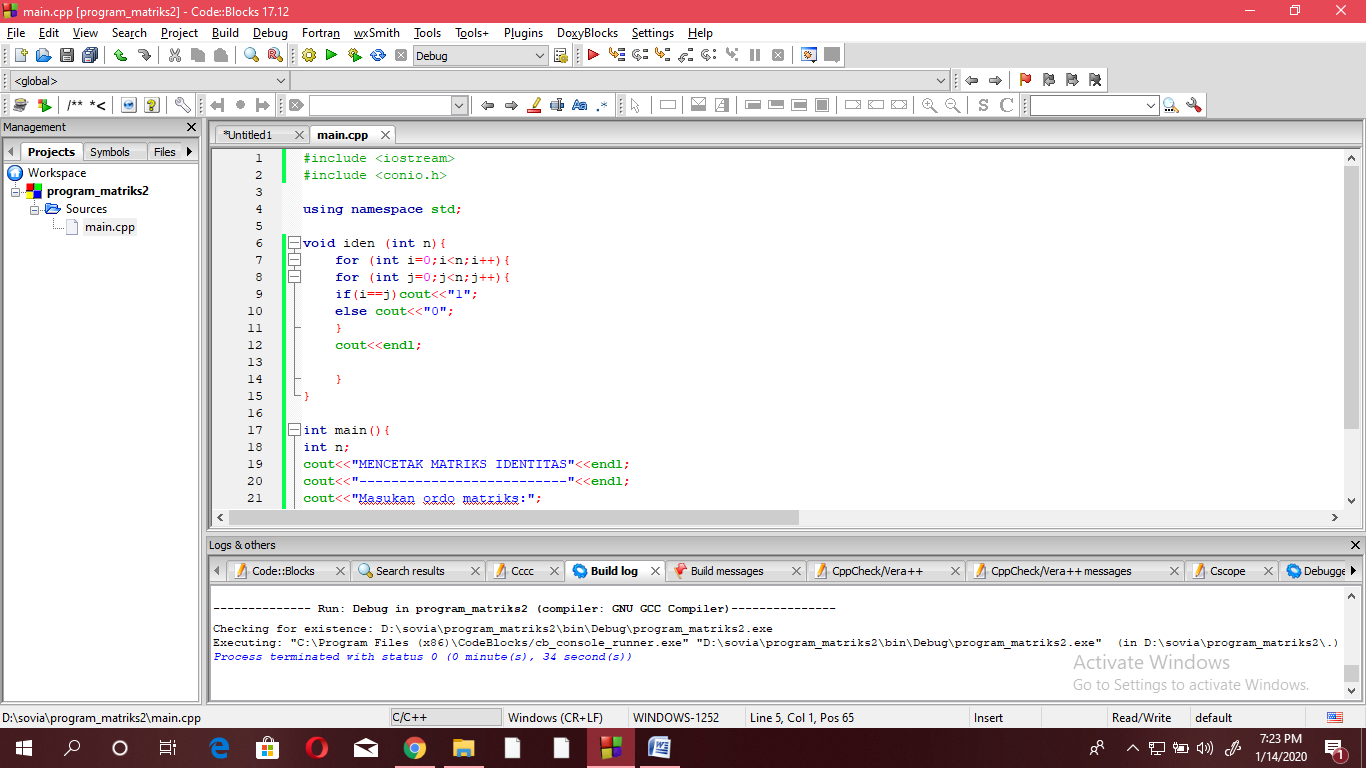 main.cpp [program_matriks2] - Code::Blocks 17.12
File Edit View Search Project Build Debug Fortran wxSmith Tools Tools+ Plugins DoxyBlocks Settings Help
Debug
<global>
/** *<
Aa .*
S C
Management
Projects Symbols Files
Workspace
program_matriks2
Sources
main.cpp
*Untitled1 main.cpp
1 #include <iostream>
2 #include <conio.h>
3
4 using namespace std;
5
6 void iden (int n){
7 for (int i=0;i<n;i++){
8 for (int j=0;j<n;j++){
9 if(i==j)cout<<"1";
10 else cout<<"0";
11 }
12 cout<<endl;
13
14 }
15 }
16
17 int main(){
18 int n;
19 cout<<"MENCETAK MATRIKS IDENTITAS"<<endl;
20 cout<<"--------------------------"<<endl;
21 cout<<"Masukan ordo matriks:";
Logs & others
Code::Blocks Search results Cccc Build log Build messages CppCheck/Vera++ CppCheck/Vera++ messages Cscope Debugge
-------------- Run: Debug in program_matriks2 (compiler: GNU GCC Compiler)---------------
Checking for existence: D:\sovia\program_matriks2\bin\Debug\program_matriks2.exe
Executing: "C:\Program Files (x86)\CodeBlocks/cb_console_runner.exe" "D:\sovia\program_matriks2\bin\Debug\program_matriks2.exe" (in D:\sovia\program_matriks2\.)
Process terminated with status 0 (0 minute(s), 34 second(s))
Activate Windows
Go to Settings to activate Windows.
D:\sovia\program_matriks2\main.cpp C/C++ Windows (CR+LF) WINDOWS-1252 Line 5, Col 1, Pos 65 Insert Read/Write default
7:23 PM
1/14/2020
1